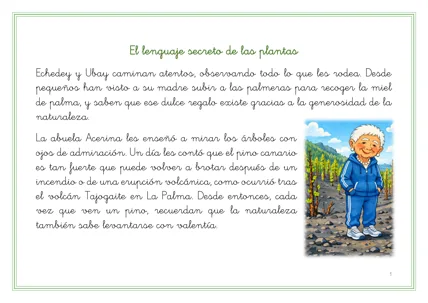 El lenguaje secreto de las plantas
Echedey y Ubay caminan atentos, observando todo lo que les rodea. Desde
pequeños han visto a su madre subir a las palmeras para recoger la miel
de palma, y saben que ese dulce regalo existe gracias a la generosidad de la
naturaleza.
La abuela Acerina les enseñó a mirar los árboles con
ojos de admiración. Un día les contó que el pino canario
es tan fuerte que puede volver a brotar después de un
incendio o de una erupción volcánica, como ocurrió tras
el volcán Tajogaite en La Palma. Desde entonces, cada
vez que ven un pino, recuerdan que la naturaleza
también sabe levantarse con valentía.